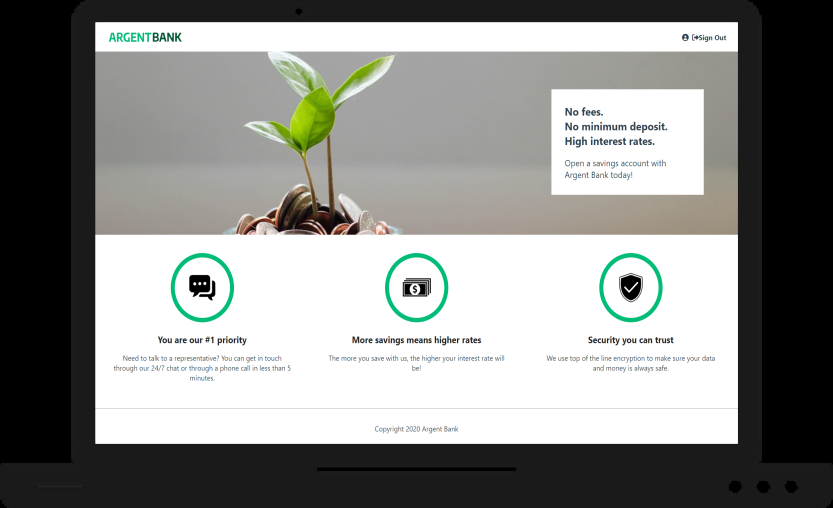 ARGENTBANK
Sign Out
No fees.
No minimum deposit.
High interest rates.
Open a savings account with
Argent Bank today!
You are our #1 priority
Need to talk to a representative? You can get in touch
through our 24/7 chat or through a phone call in less than 5
minutes.
More savings means higher rates
The more you save with us, the higher your interest rate will
be!
Security you can trust
We use top of the line encryption to make sure your data
and money is always safe.
Copyright 2020 Argent Bank